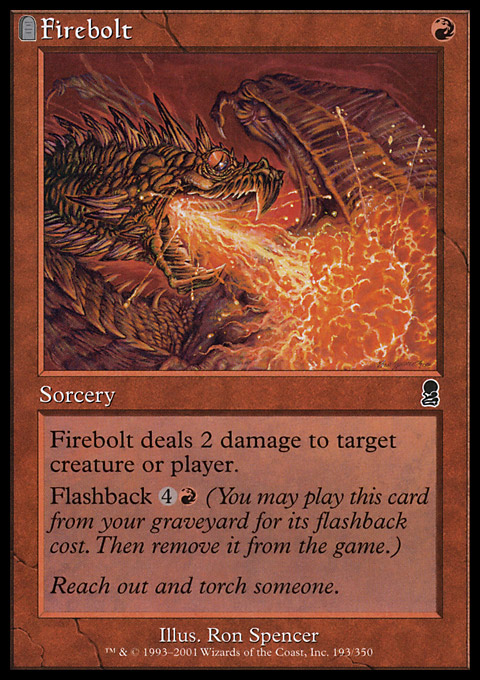 Firebolt
Sorcery
Firebolt deals 2 damage to target
creature or player.
Flashback 4 (You may play this card
from your graveyard for its flashback
cost. Then remove it from the game.)
Reach out and torch someone.
Illus. Ron Spencer
™ & © 1993–2001 Wizards of the Coast, Inc. 193/350